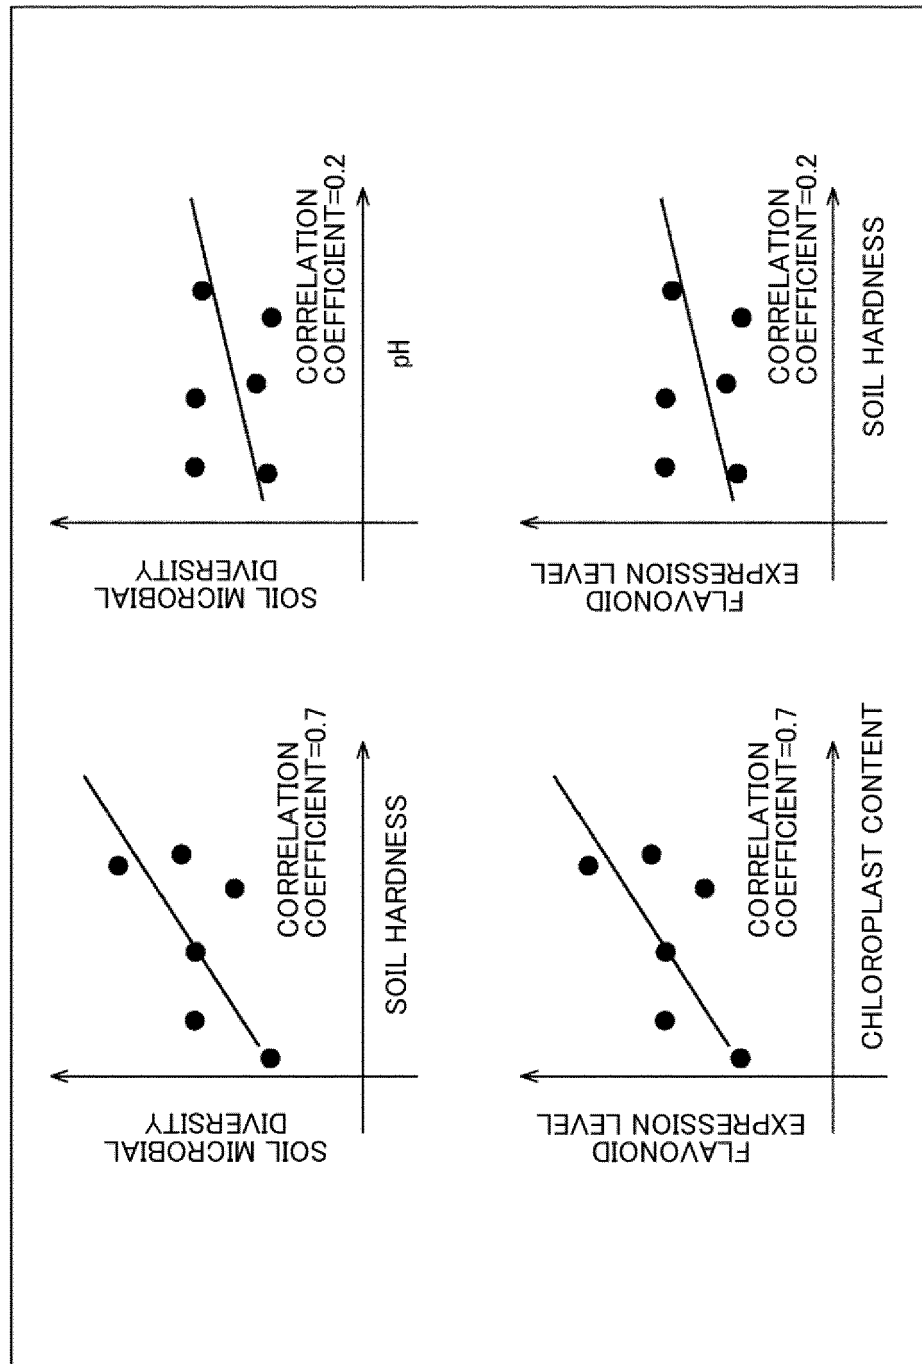 SOIL MICROBIAL
DIVERSITY
CORRELATION
COEFFICIENT=0.7
SOIL HARDNESS
SOIL MICROBIAL
DIVERSITY
CORRELATION
COEFFICIENT=0.2
pH
FLAVONOID
EXPRESSION LEVEL
CORRELATION
COEFFICIENT=0.7
CHLOROPLAST CONTENT
FLAVONOID
EXPRESSION LEVEL
CORRELATION
COEFFICIENT=0.2
SOIL HARDNESS